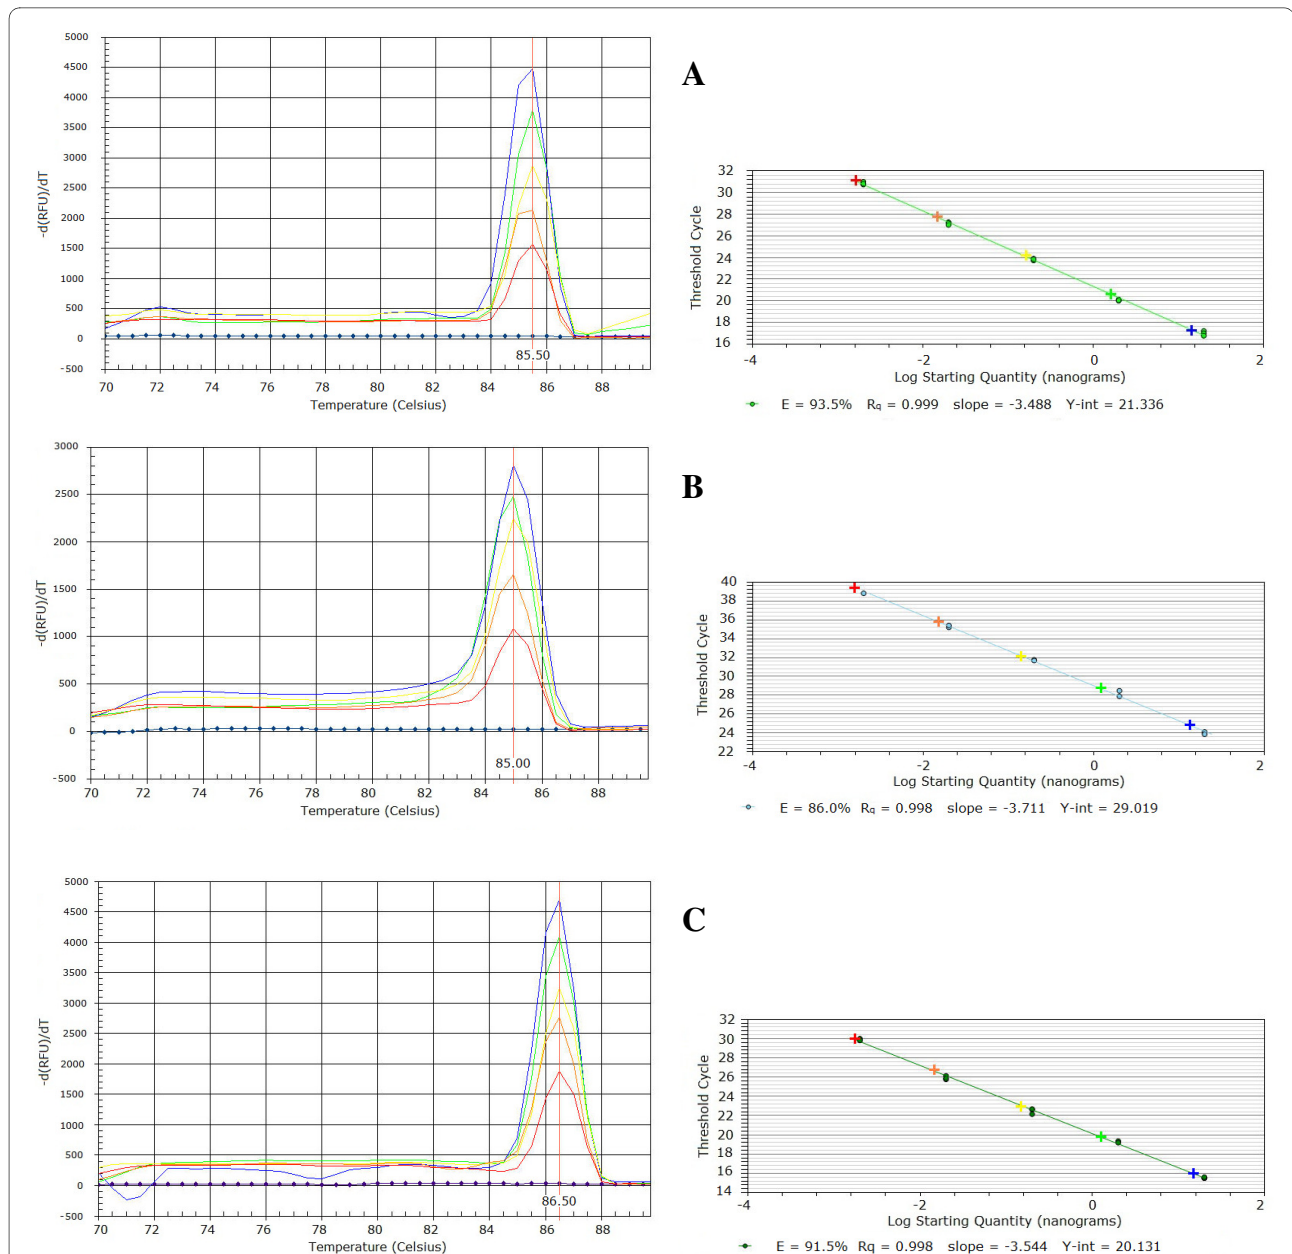 A
5000
4500
4000
3500
3000
2500
2000
1500
1000
500
0
-500
-d(RFU)/dT
85.50
70 72 74 76 78 80 82 84 86 88
Temperature (Celsius)
32
30
28
26
24
22
20
18
16
Threshold Cycle
-4 -2 0 2
Log Starting Quantity (nanograms)
E = 93.5% Rq = 0.999 slope = -3.488 Y-int = 21.336
B
3000
2500
2000
1500
1000
500
0
-500
-d(RFU)/dT
85.00
70 72 74 76 78 80 82 84 86 88
Temperature (Celsius)
40
38
36
34
32
30
28
26
24
22
Threshold Cycle
-4 -2 0 2
Log Starting Quantity (nanograms)
E = 86.0% Rq = 0.998 slope = -3.711 Y-int = 29.019
C
5000
4500
4000
3500
3000
2500
2000
1500
1000
500
0
-500
-d(RFU)/dT
86.50
70 72 74 76 78 80 82 84 86 88
Temperature (Celsius)
32
30
28
26
24
22
20
18
16
14
Threshold Cycle
-4 -2 0 2
Log Starting Quantity (nanograms)
E = 91.5% Rq = 0.998 slope = -3.544 Y-int = 20.131